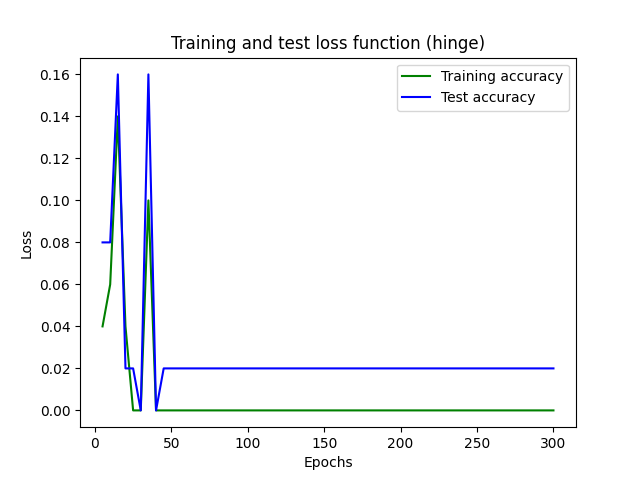 Training and test loss function (hinge)
Training accuracy
Test accuracy
0.16
0.14
0.12
0.10
0.08
0.06
0.04
0.02
0.00
Loss
0 50 100 150 200 250 300
Epochs